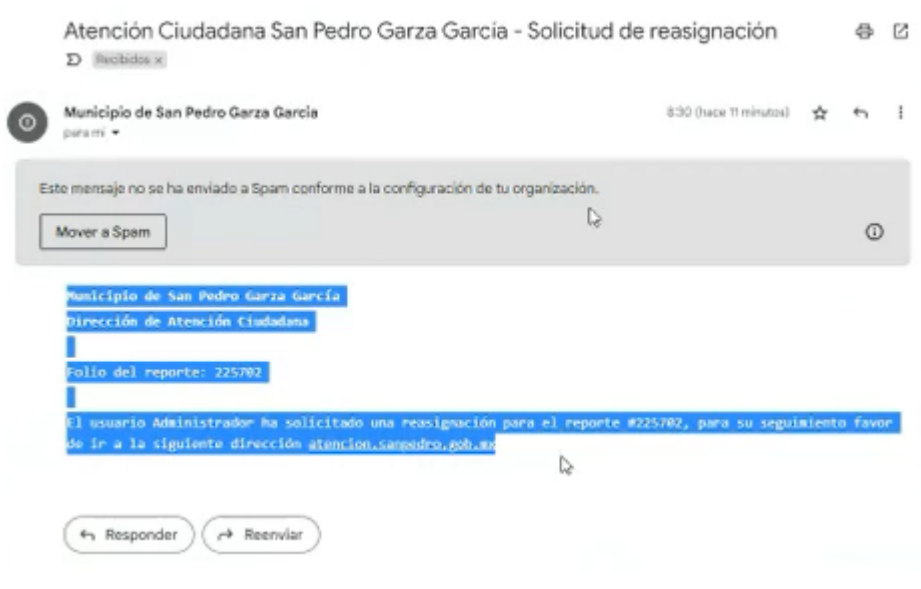 Atención Ciudadana San Pedro Garza García - Solicitud de reasignación
Recibidos x
Municipio de San Pedro Garza Garcia
8:30 (hace 11 minutos)
para mí
Este mensaje no se ha enviado a Spam conforme a la configuración de tu organización.
Mover a Spam
Municipio de San Pedro Garza García
Dirección de Atención Ciudadana
Folio del reporte: 225702
El usuario Administrador ha solicitado una reasignación para el reporte #225702, para su seguimiento favor
de ir a la siguiente dirección atencion.sanpedro.gob.mx
Responder
Reenviar